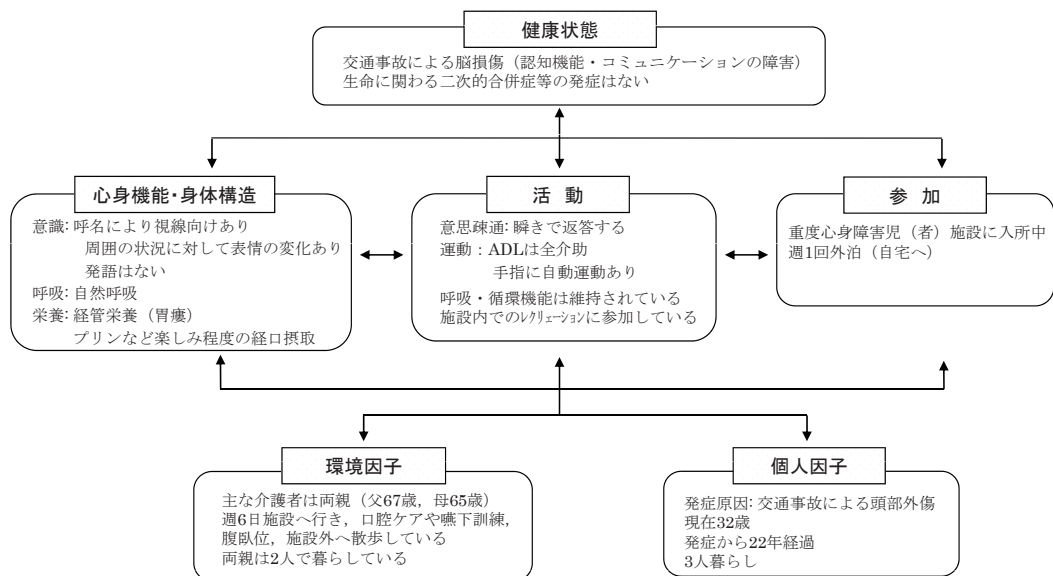 健康状態
交通事故による脳損傷（認知機能・コミュニケーションの障害）
生命に関わる二次的合併症等の発症はない
心身機能・身体構造
意識：呼名により視線向けあり
周囲の状況に対して表情の変化あり
発語はない
呼吸：自然呼吸
栄養：経管栄養（胃瘻）
プリンなど楽しみ程度の経口摂取
活 動
意思疎通：瞬きで返答する
運動：ADLは全介助
手指に自動運動あり
呼吸・循環機能は維持されている
施設内でのﾚｸﾘｪｰｼｮﾝに参加している
参 加
重度心身障害児（者）施設に入所中
週1回外泊（自宅へ）
環境因子
主な介護者は両親（父67歳，母65歳）
週6日施設へ行き，口腔ケアや嚥下訓練，
腹臥位，施設外へ散歩している
両親は2人で暮らしている
個人因子
発症原因：交通事故による頭部外傷
現在32歳
発症から22年経過
3人暮らし